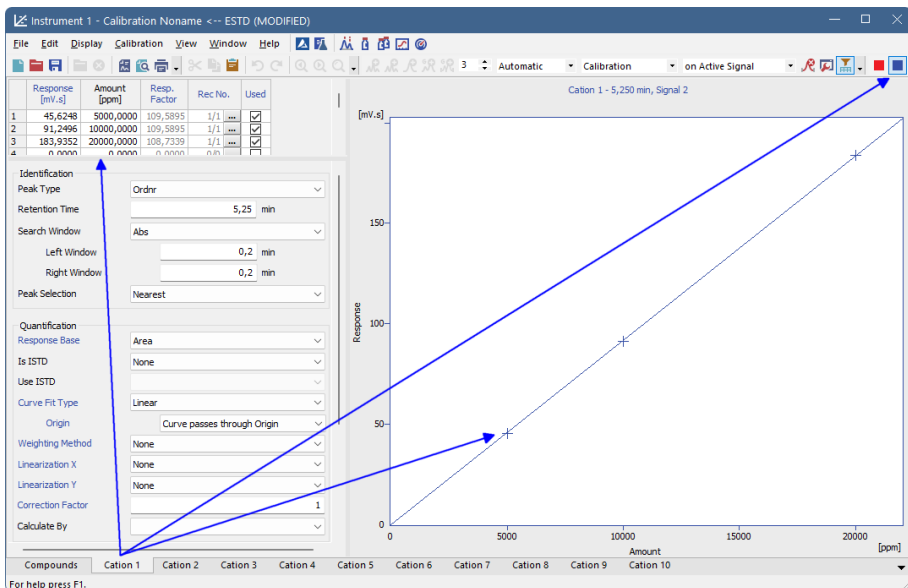 Instrument 1 - Calibration Noname <-- ESTD (MODIFIED)
File Edit Display Calibration View Window Help
3 Automatic Calibration on Active Signal
Response [mV.s] Amount [ppm] Resp. Factor Rec No. Used
1 45,6248 5000,0000 109,5895 1/1 ...
2 91,2496 10000,0000 109,5895 1/1 ...
3 183,9352 20000,0000 108,7339 1/1 ...
4 0,0000 0,0000 0,0000 0/0
Identification
Peak Type Ordnr
Retention Time 5,25 min
Search Window Abs
Left Window 0,2 min
Right Window 0,2 min
Peak Selection Nearest
Quantification
Response Base Area
Is ISTD None
Use ISTD
Curve Fit Type Linear
Origin Curve passes through Origin
Weighting Method None
Linearization X None
Linearization Y None
Correction Factor 1
Calculate By
Cation 1 - 5,250 min, Signal 2
[mV.s]
150
100
Response
50
0
0 5000 10000 15000 20000
Amount [ppm]
Compounds Cation 1 Cation 2 Cation 3 Cation 4 Cation 5 Cation 6 Cation 7 Cation 8 Cation 9 Cation 10
For help press F1.